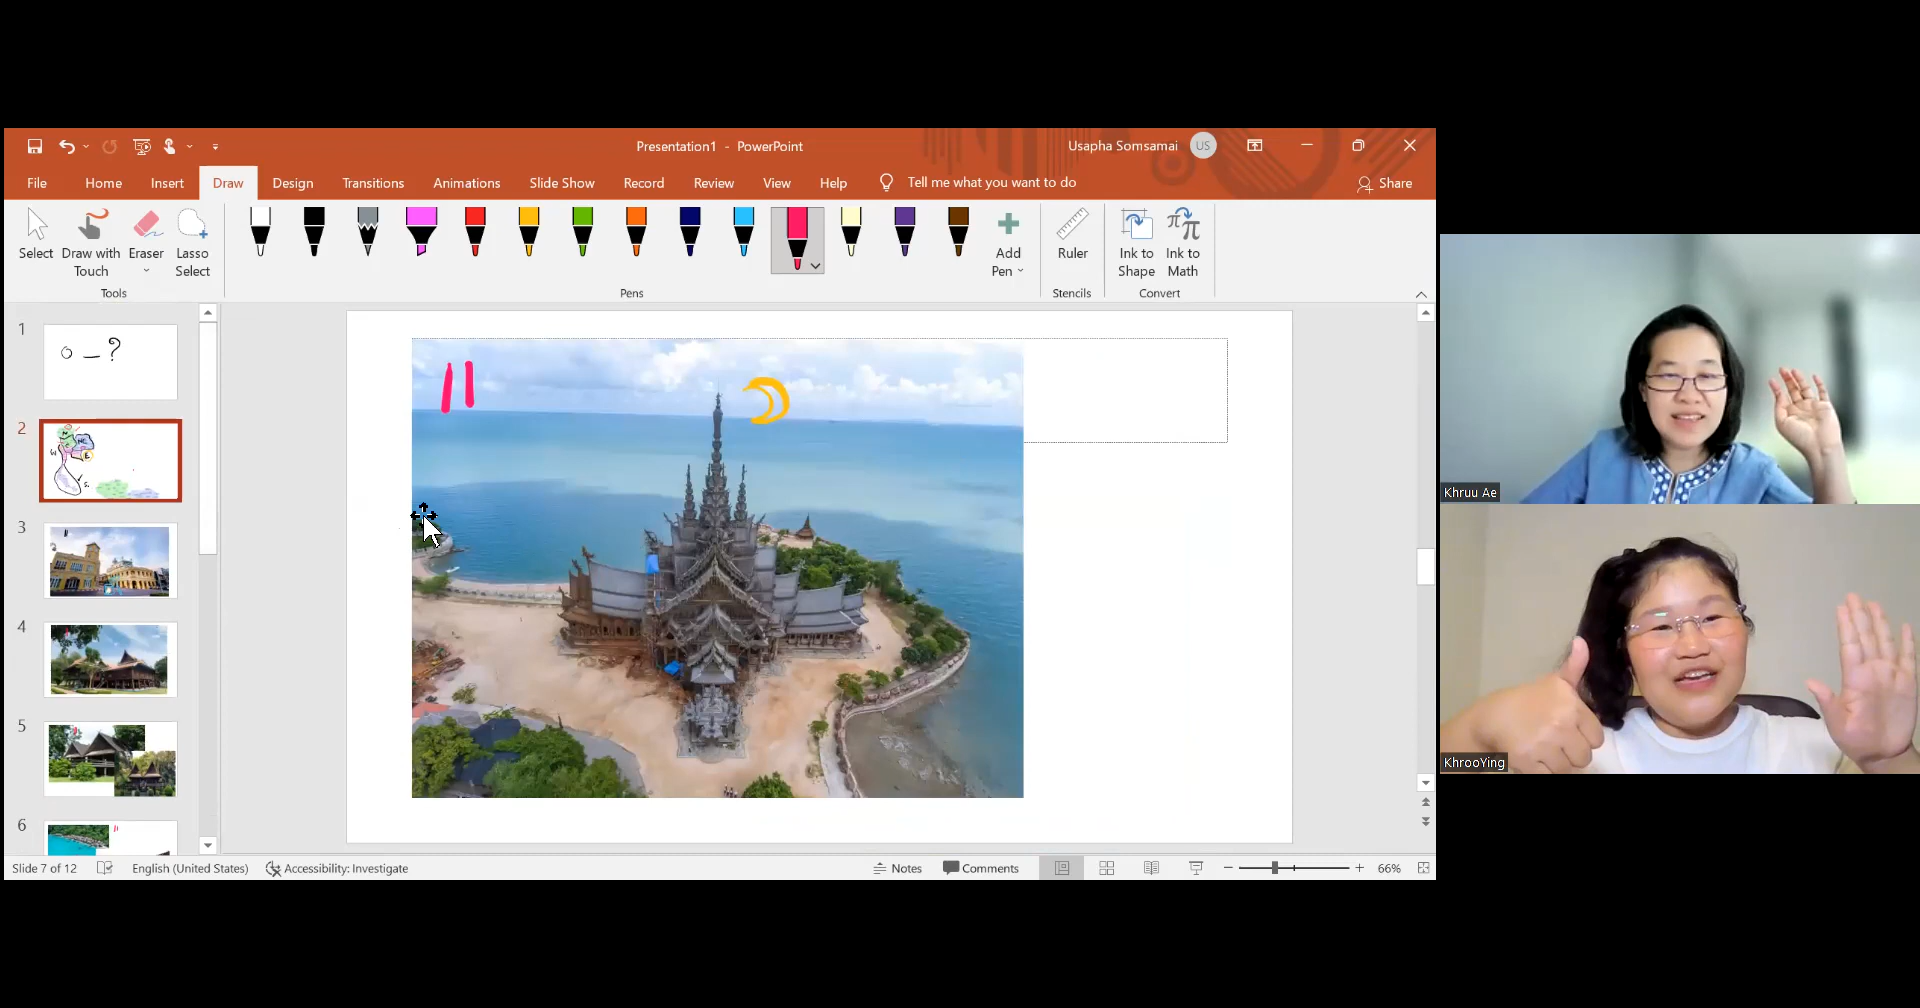 Presentation1 - PowerPoint
Usapha Somsamai
US
File
Home
Insert
Draw
Design
Transitions
Animations
Slide Show
Record
Review
View
Help
Tell me what you want to do
Share
Select
Draw with
Touch
Eraser
Lasso
Select
Add
Pen
Ruler
Ink to
Shape
Ink to
Math
Tools
Pens
Stencils
Convert
1
o – ?
2
N
NE
C
W
E
S.
3
4
5
6
Khruu Ae
KhrooYing
Slide 7 of 12
English (United States)
Accessibility: Investigate
Notes
Comments
66%